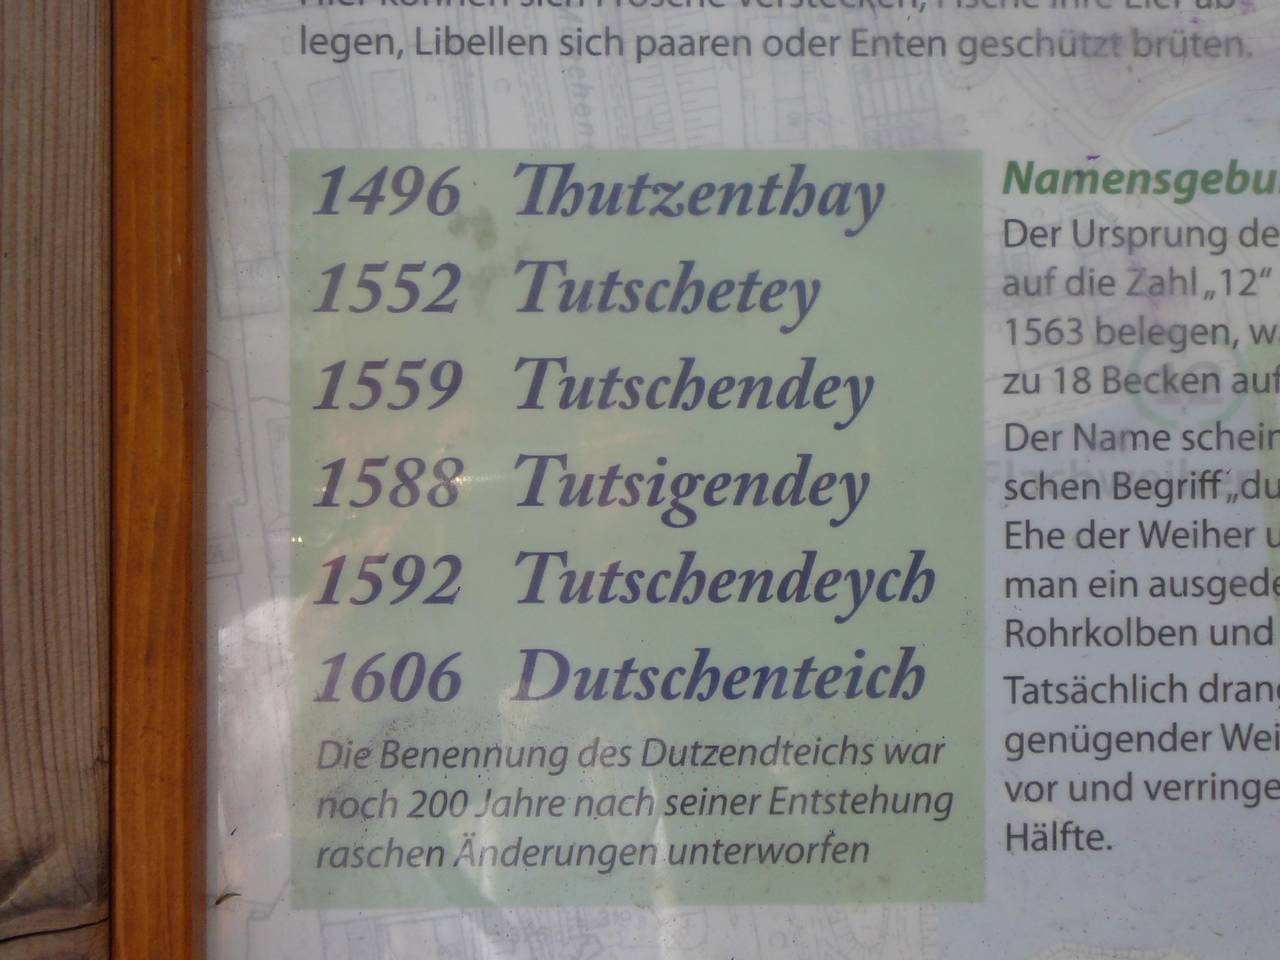 legen, Libellen sich paaren oder Enten geschützt brüten.
1496 Thutzenthay
1552 Tutschetey
1559 Tutschendey
1588 Tutsigendey
1592 Tutschendeych
1606 Dutschenteich
Die Benennung des Dutzendteichs war
noch 200 Jahre nach seiner Entstehung
raschen Änderungen unterworfen
Namensgebu
Der Ursprung de
auf die Zahl „12“
1563 belegen, w
zu 18 Becken auf
Der Name schein
schen Begriff „du
Ehe der Weiher u
man ein ausgede
Rohrkolben und
Tatsächlich drang
genügender Wei
vor und verringe
Hälfte.